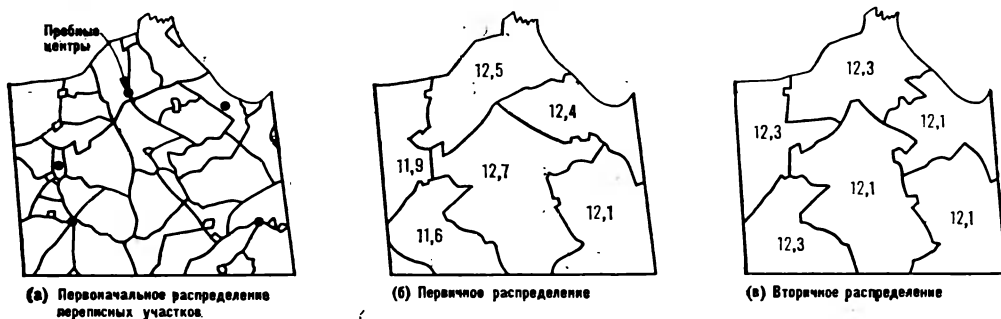 Пробные
центры
12,5
12,4
11,9
12,7
12,1
11,6
12,3
12,3
12,1
12,1
12,1
12,3
(а) Первоначальное распределение
переписных участков.
(б) Первичное распределение
(в) Вторичное распределение